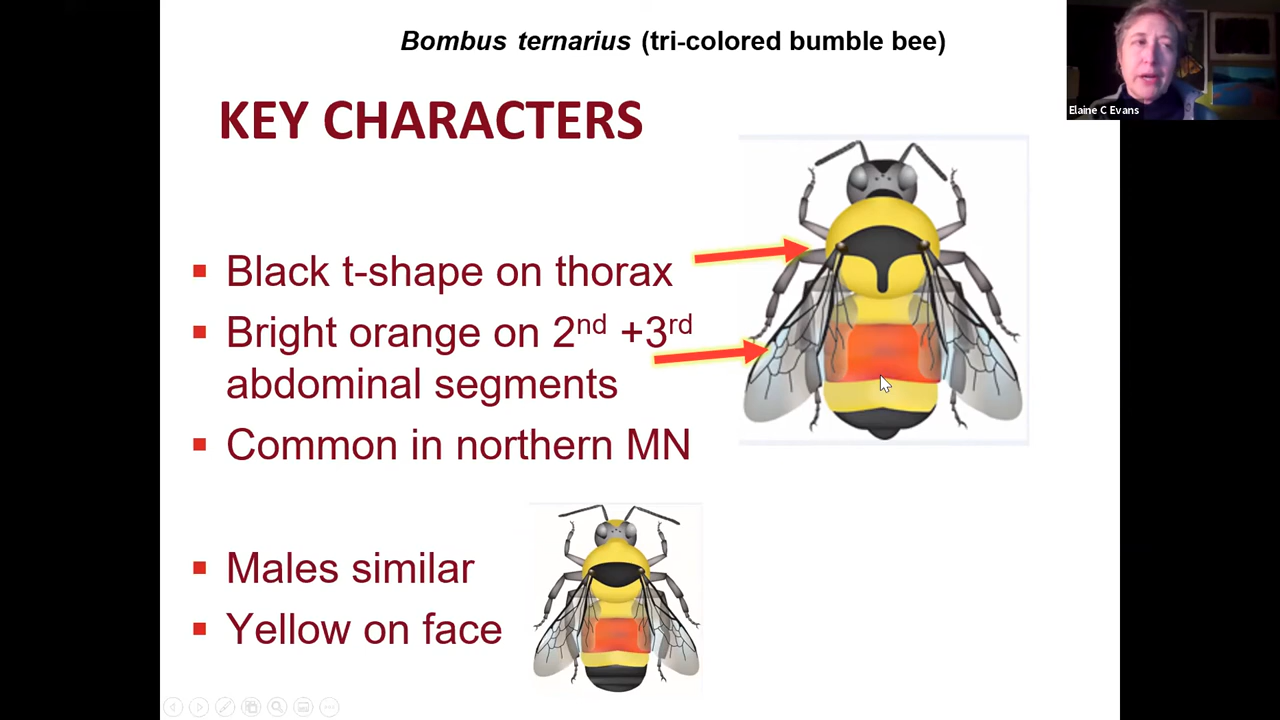 Bombus ternarius (tri-colored bumble bee)
Elaine C Evans
KEY CHARACTERS
Black t-shape on thorax
Bright orange on 2nd +3rd
abdominal segments
Common in northern MN
Males similar
Yellow on face